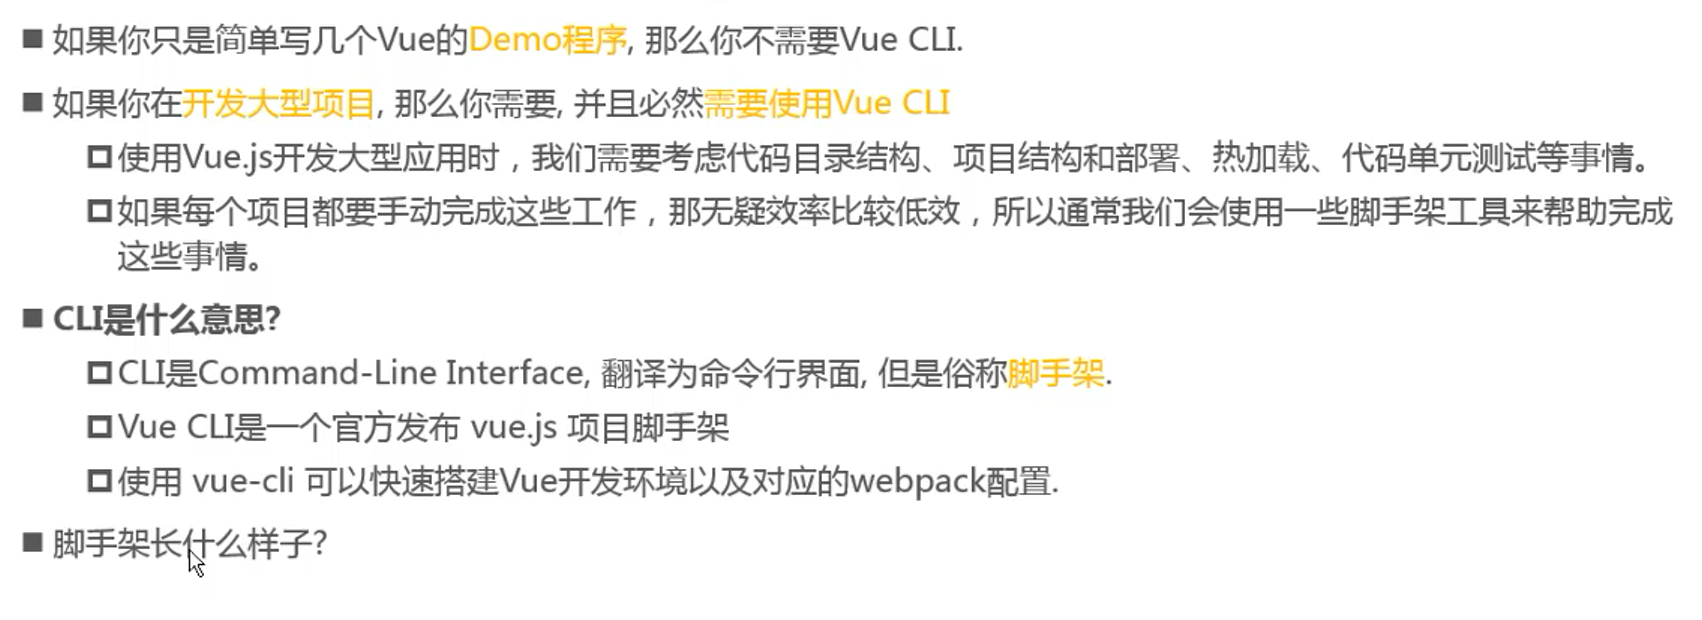 如果你只是简单写几个Vue的Demo程序, 那么你不需要Vue CLI.
如果你在开发大型项目, 那么你需要, 并且必然需要使用Vue CLI
使用Vue.js开发大型应用时，我们需要考虑代码目录结构、项目结构和部署、热加载、代码单元测试等事情。
如果每个项目都要手动完成这些工作，那无疑效率比较低效，所以通常我们会使用一些脚手架工具来帮助完成
这些事情。
CLI是什么意思?
CLI是Command-Line Interface, 翻译为命令行界面, 但是俗称脚手架.
Vue CLI是一个官方发布 vue.js 项目脚手架
使用 vue-cli 可以快速搭建Vue开发环境以及对应的webpack配置.
脚手架长什么样子?